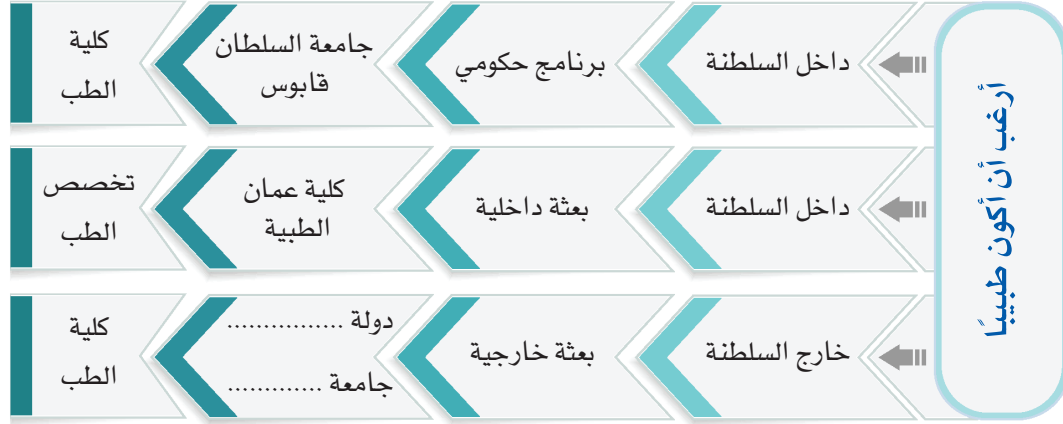 أرغب أن أكون طبيبًا
داخل السلطنة
برنامج حكومي
جامعة السلطان
قابوس
كلية
الطب
داخل السلطنة
بعثة داخلية
كلية عمان
الطبية
تخصص
الطب
خارج السلطنة
بعثة خارجية
دولة ................
جامعة .............
كلية
الطب